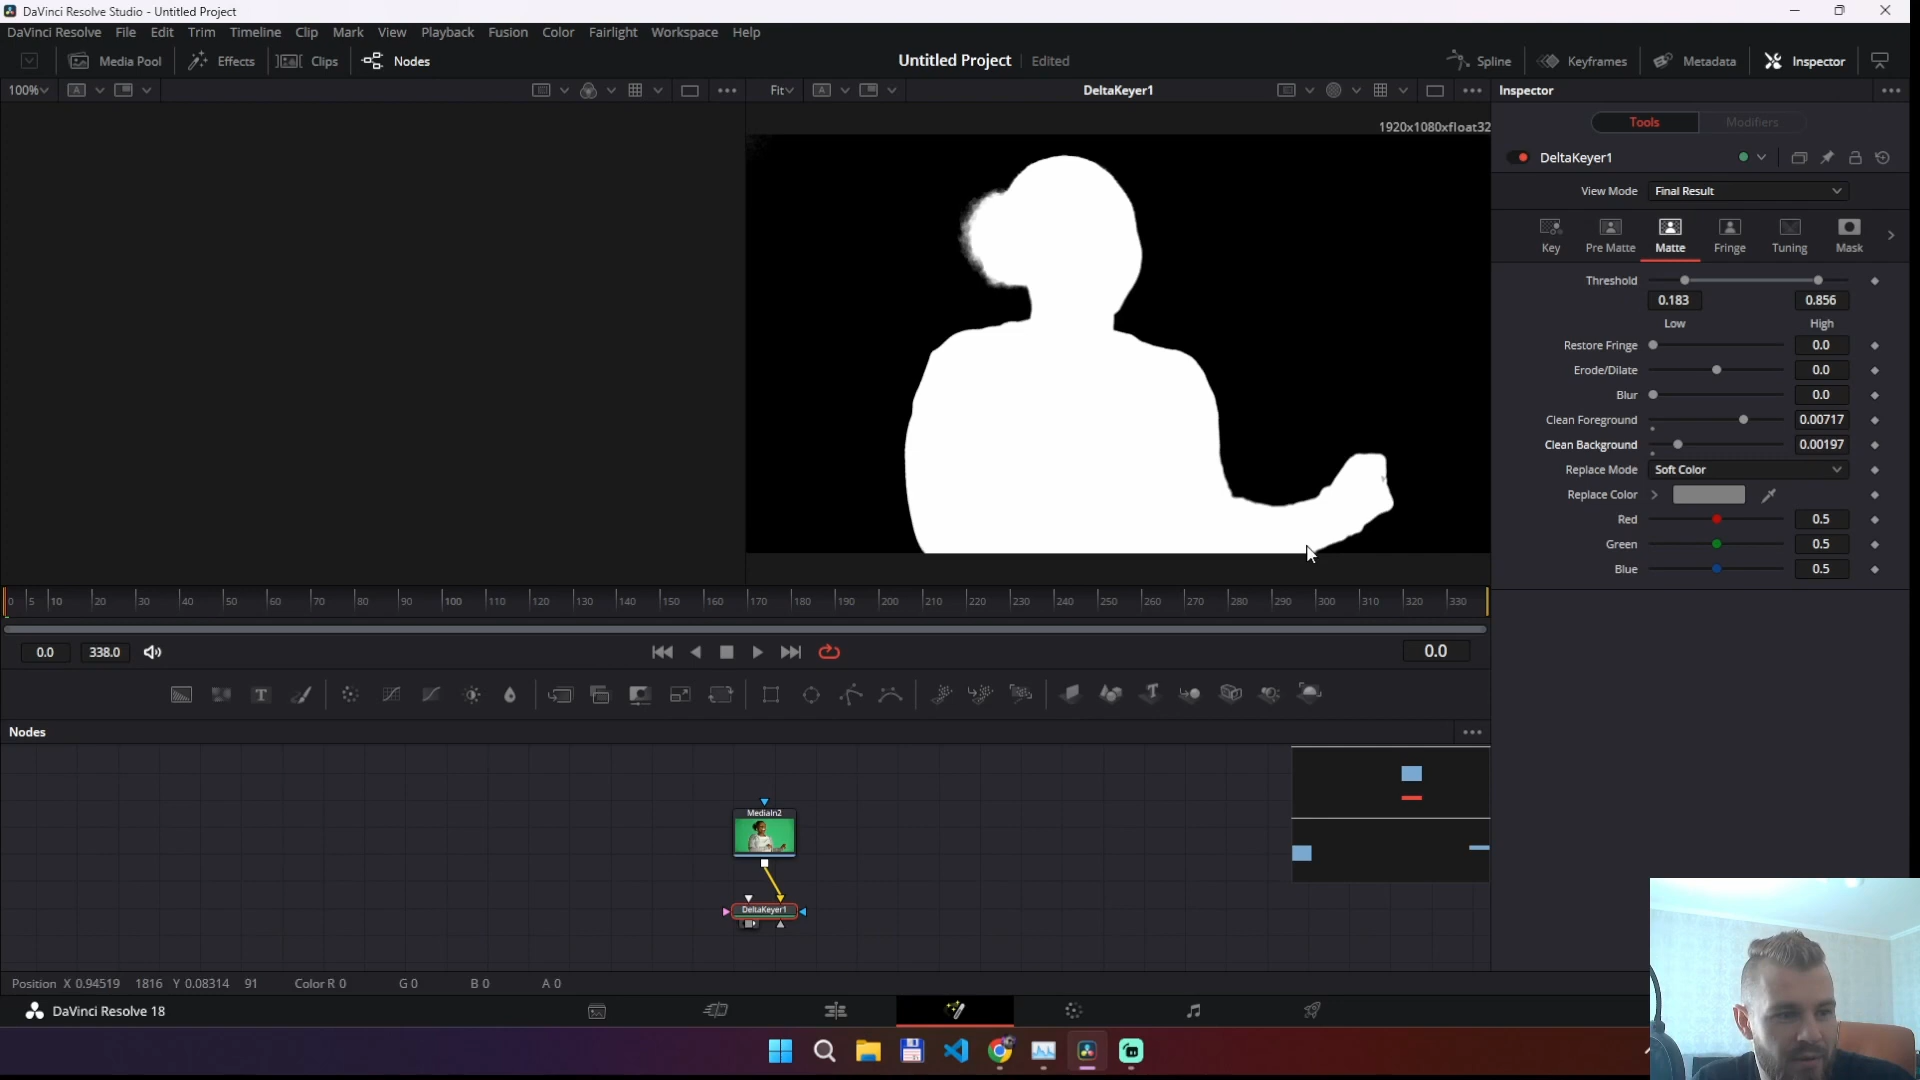 DaVinci Resolve Studio - Untitled Project
DaVinci Resolve File Edit Trim Timeline Clip Mark View Playback Fusion Color Fairlight Workspace Help
Media Pool Effects Clips Nodes Untitled Project Edited Spline Keyframes Metadata Inspector
100% A Fit A DeltaKeyer1 Inspector
1920x1080xfloat32
Tools Modifiers
DeltaKeyer1
View Mode Final Result
Key Pre Matte Matte Fringe Tuning Mask
Threshold
0.183 0.856
Low High
Restore Fringe 0.0
Erode/Dilate 0.0
Blur 0.0
Clean Foreground 0.00717
Clean Background 0.00197
Replace Mode Soft Color
Replace Color
Red 0.5
Green 0.5
Blue 0.5
0 5 10 20 30 40 50 60 70 80 90 100 110 120 130 140 150 160 170 180 190 200 210 220 230 240 250 260 270 280 290 300 310 320 330
0.0 338.0 0.0
T T
Nodes
MediaIn2
DeltaKeyer1
Position X 0.94519 1816 Y 0.08314 91 Color R 0 G 0 B 0 A 0
DaVinci Resolve 18